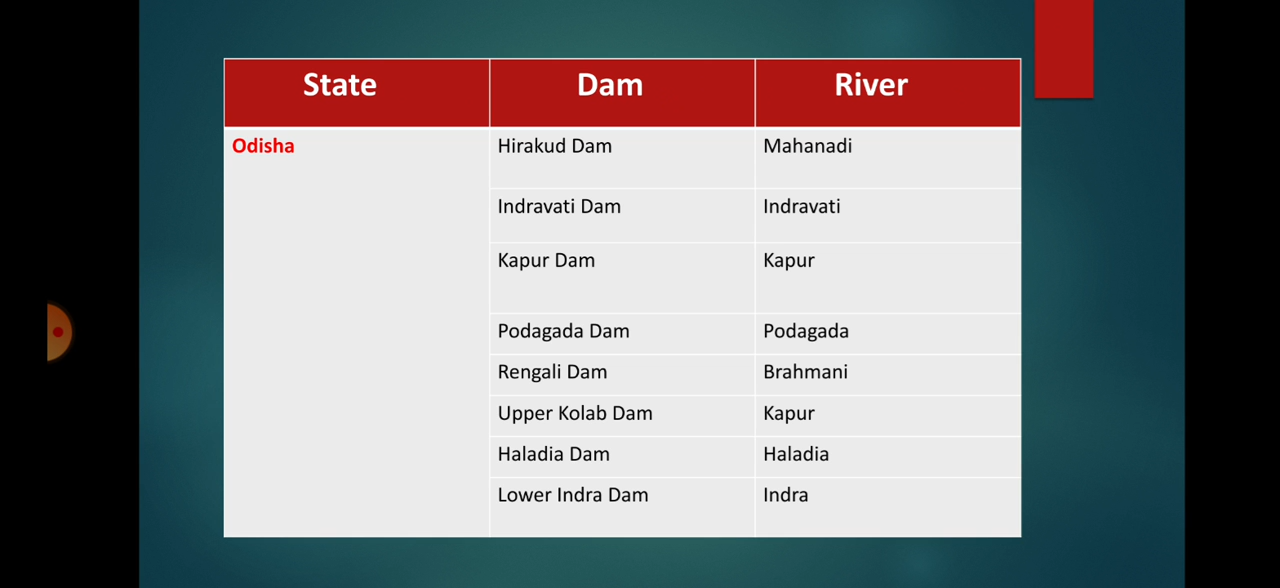 State Dam River
Odisha Hirakud Dam Mahanadi
Indravati Dam Indravati
Kapur Dam Kapur
Podagada Dam Podagada
Rengali Dam Brahmani
Upper Kolab Dam Kapur
Haladia Dam Haladia
Lower Indra Dam Indra